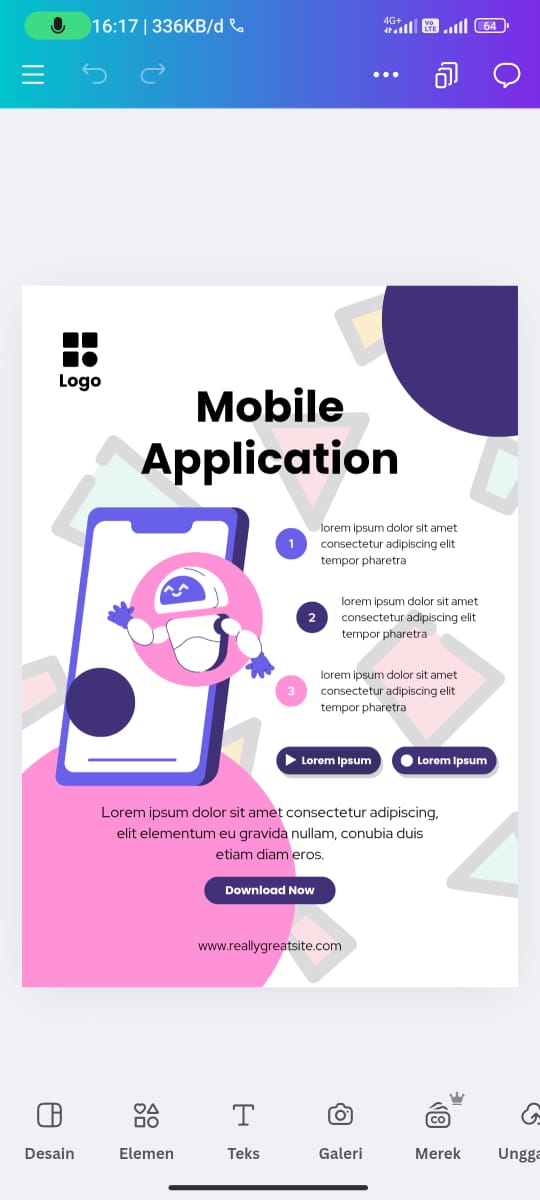 16:17 | 336KB/d
4G+
Vo
LTE
64
Logo
Mobile
Application
1
lorem ipsum dolor sit amet
consectetur adipiscing elit
tempor pharetra
2
lorem ipsum dolor sit amet
consectetur adipiscing elit
tempor pharetra
3
lorem ipsum dolor sit amet
consectetur adipiscing elit
tempor pharetra
Lorem Ipsum
Lorem Ipsum
Lorem ipsum dolor sit amet consectetur adipiscing,
elit elementum eu gravida nullam, conubia duis
etiam diam eros.
Download Now
www.reallygreatsite.com
CO
Desain
Elemen
Teks
Galeri
Merek
Ungga